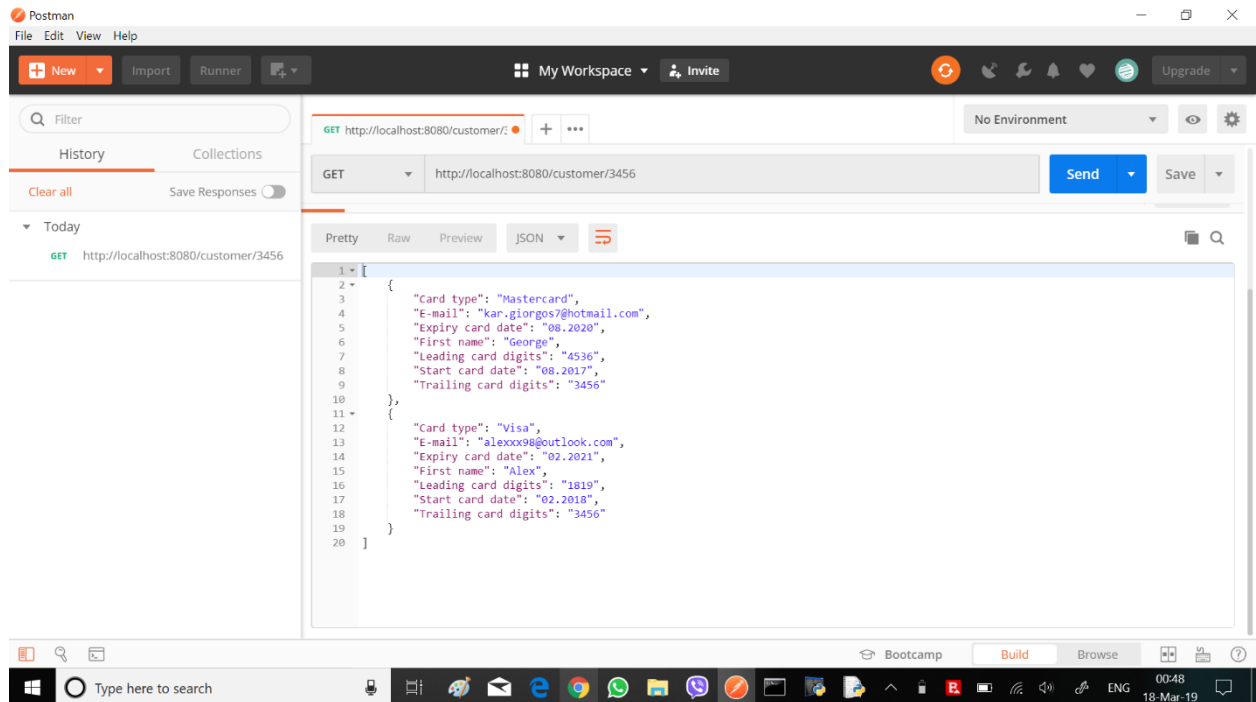 Postman
File Edit View Help
New Import Runner My Workspace Invite Upgrade
Filter
History Collections
Clear all Save Responses
Today
GET http://localhost:8080/customer/3456
GET http://localhost:8080/customer/: + •••
No Environment
GET http://localhost:8080/customer/3456 Send Save
Pretty Raw Preview JSON
1 [
2 {
3 "Card type": "Mastercard",
4 "E-mail": "kar.giorgos7@hotmail.com",
5 "Expiry card date": "08.2020",
6 "First name": "George",
7 "Leading card digits": "4536",
8 "Start card date": "08.2017",
9 "Trailing card digits": "3456"
10 },
11 {
12 "Card type": "Visa",
13 "E-mail": "alexxx98@outlook.com",
14 "Expiry card date": "02.2021",
15 "First name": "Alex",
16 "Leading card digits": "1819",
17 "Start card date": "02.2018",
18 "Trailing card digits": "3456"
19 }
20 ]
Bootcamp Build Browse
Type here to search
ENG
00:48
18-Mar-19